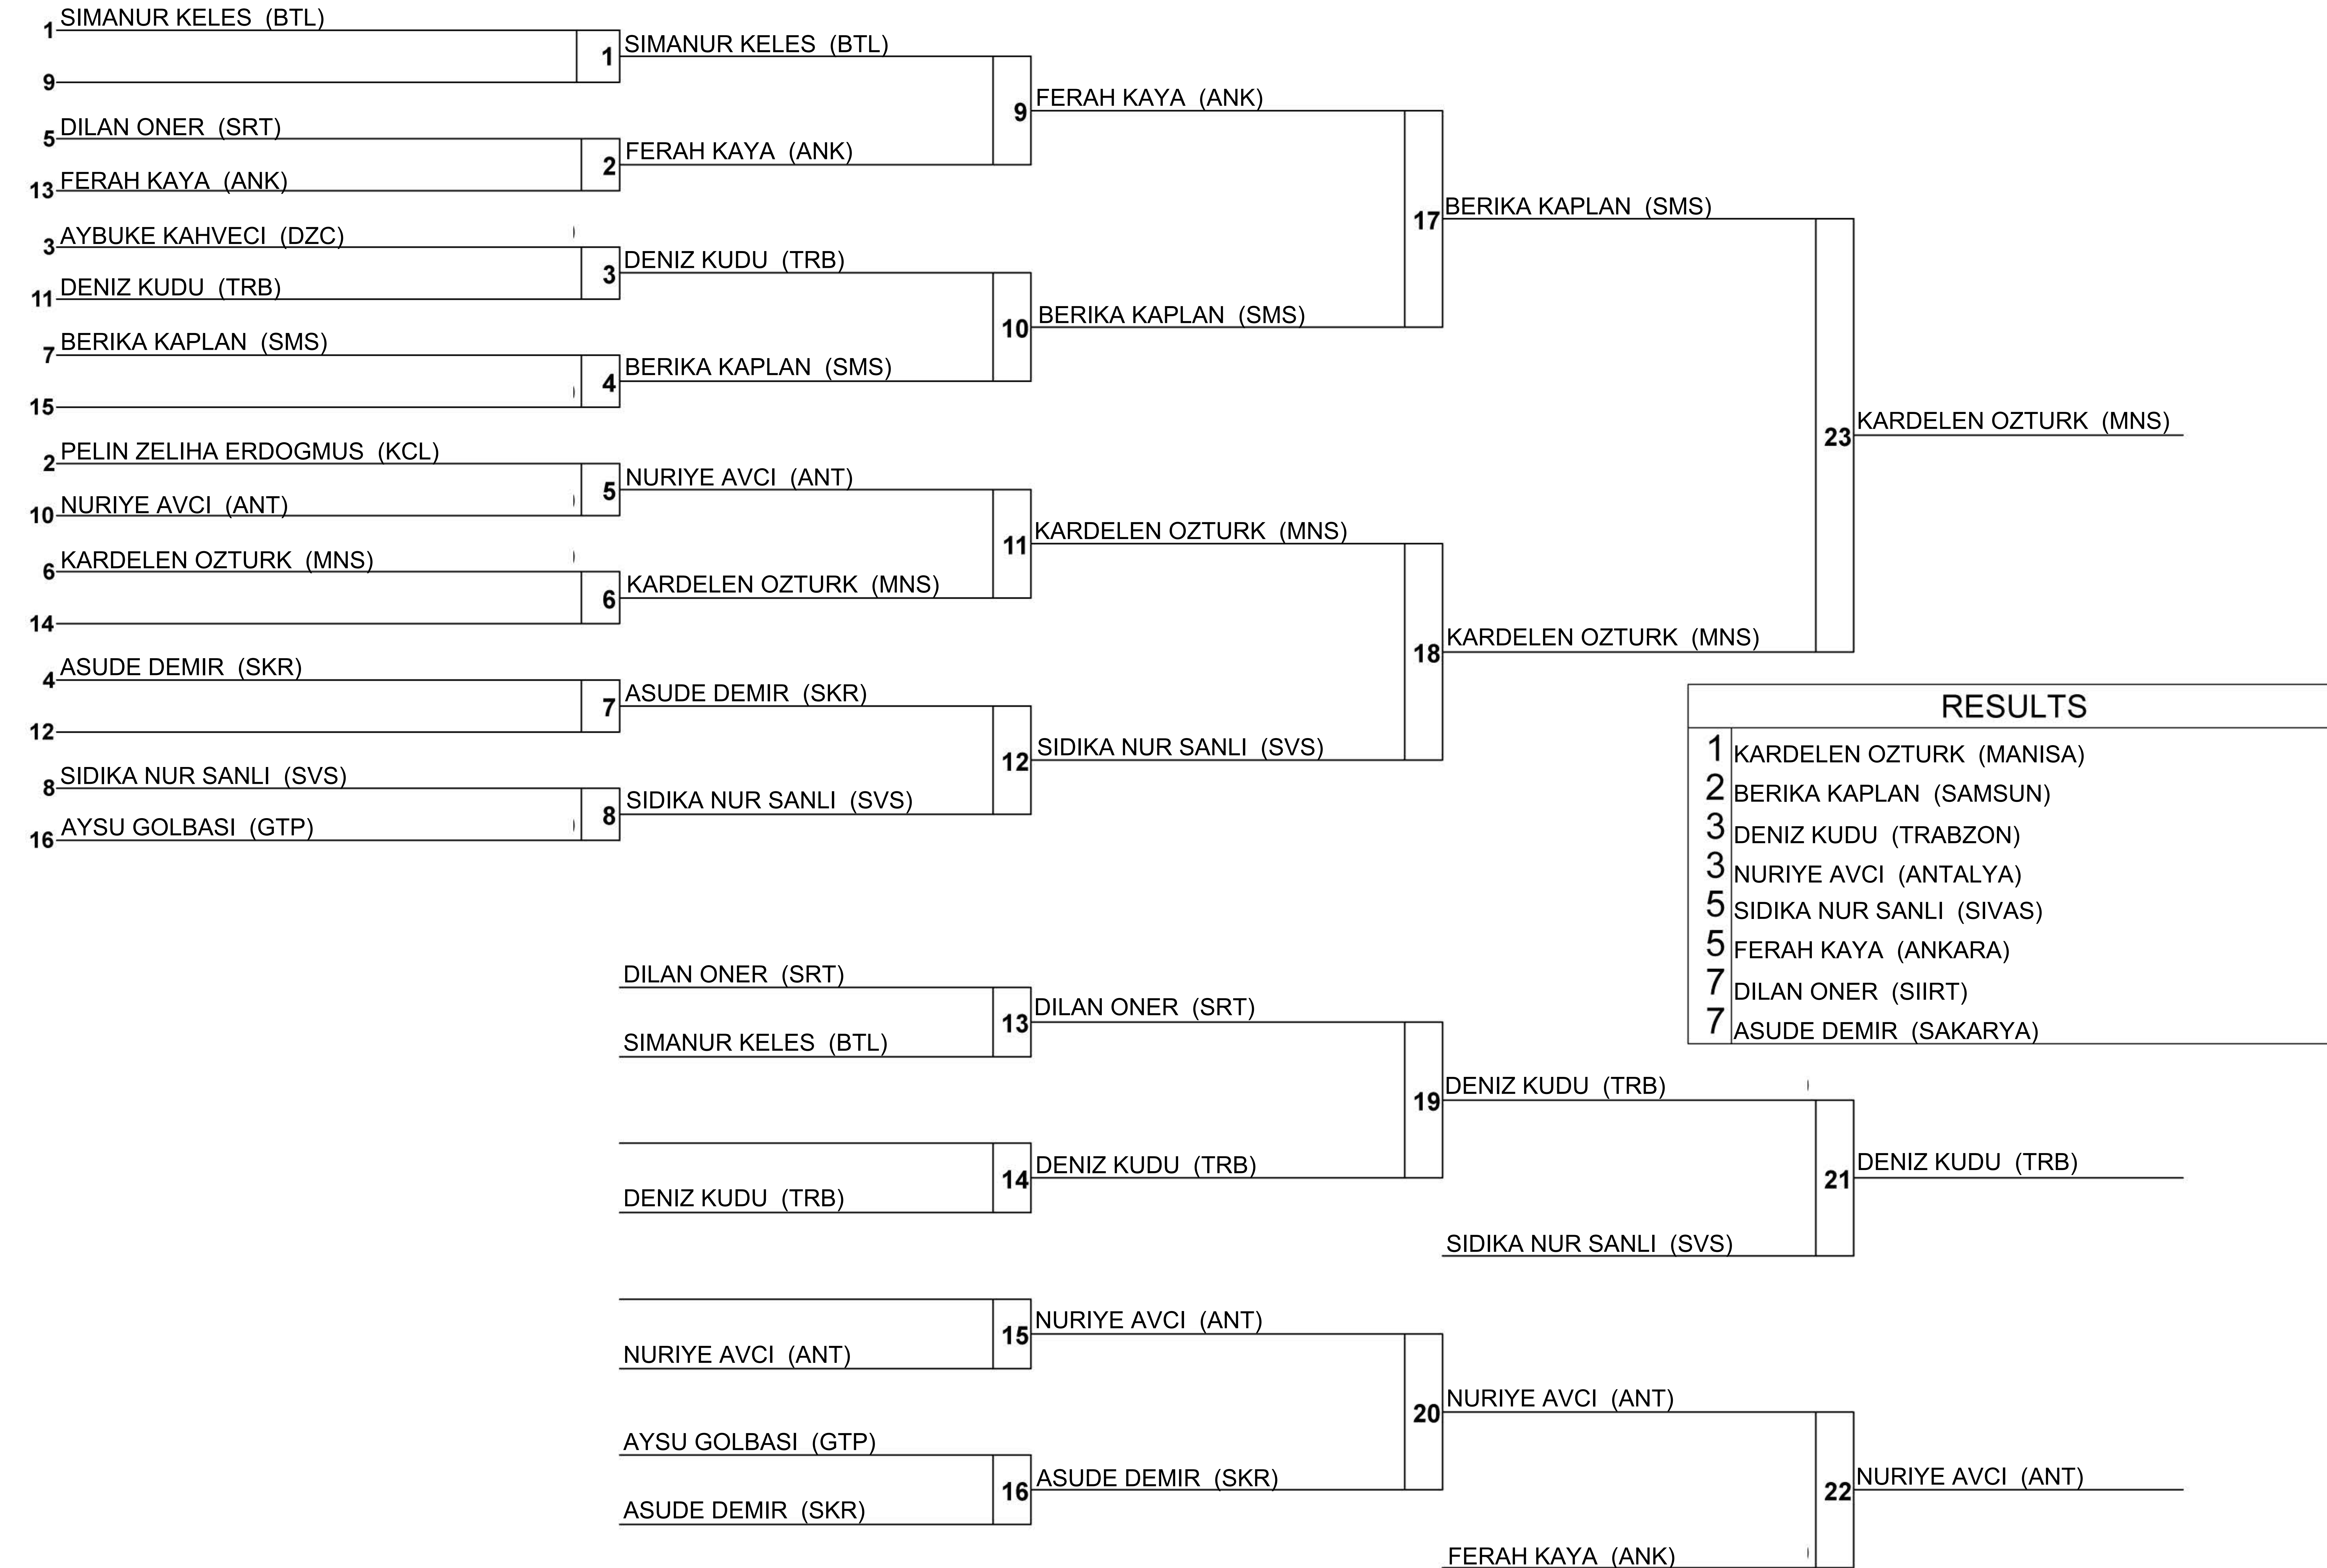 1 SIMANUR KELES (BTL)
9
1 SIMANUR KELES (BTL)
5 DILAN ONER (SRT)
13 FERAH KAYA (ANK)
2 FERAH KAYA (ANK)
9 FERAH KAYA (ANK)
3 AYBUKE KAHVECI (DZC)
11 DENIZ KUDU (TRB)
3 DENIZ KUDU (TRB)
7 BERIKA KAPLAN (SMS)
15
4 BERIKA KAPLAN (SMS)
10 BERIKA KAPLAN (SMS)
17 BERIKA KAPLAN (SMS)
2 PELIN ZELIHA ERDOGMUS (KCL)
10 NURIYE AVCI (ANT)
5 NURIYE AVCI (ANT)
6 KARDELEN OZTURK (MNS)
14
6 KARDELEN OZTURK (MNS)
11 KARDELEN OZTURK (MNS)
4 ASUDE DEMIR (SKR)
12
7 ASUDE DEMIR (SKR)
8 SIDIKA NUR SANLI (SVS)
16 AYSU GOLBASI (GTP)
8 SIDIKA NUR SANLI (SVS)
12 SIDIKA NUR SANLI (SVS)
18 KARDELEN OZTURK (MNS)
23 KARDELEN OZTURK (MNS)
RESULTS
1 KARDELEN OZTURK (MANISA)
2 BERIKA KAPLAN (SAMSUN)
3 DENIZ KUDU (TRABZON)
3 NURIYE AVCI (ANTALYA)
5 SIDIKA NUR SANLI (SIVAS)
5 FERAH KAYA (ANKARA)
7 DILAN ONER (SIIRT)
7 ASUDE DEMIR (SAKARYA)
DILAN ONER (SRT)
SIMANUR KELES (BTL)
13 DILAN ONER (SRT)
DENIZ KUDU (TRB)
14 DENIZ KUDU (TRB)
19 DENIZ KUDU (TRB)
SIDIKA NUR SANLI (SVS)
21 DENIZ KUDU (TRB)
NURIYE AVCI (ANT)
15 NURIYE AVCI (ANT)
AYSU GOLBASI (GTP)
ASUDE DEMIR (SKR)
16 ASUDE DEMIR (SKR)
20 NURIYE AVCI (ANT)
FERAH KAYA (ANK)
22 NURIYE AVCI (ANT)